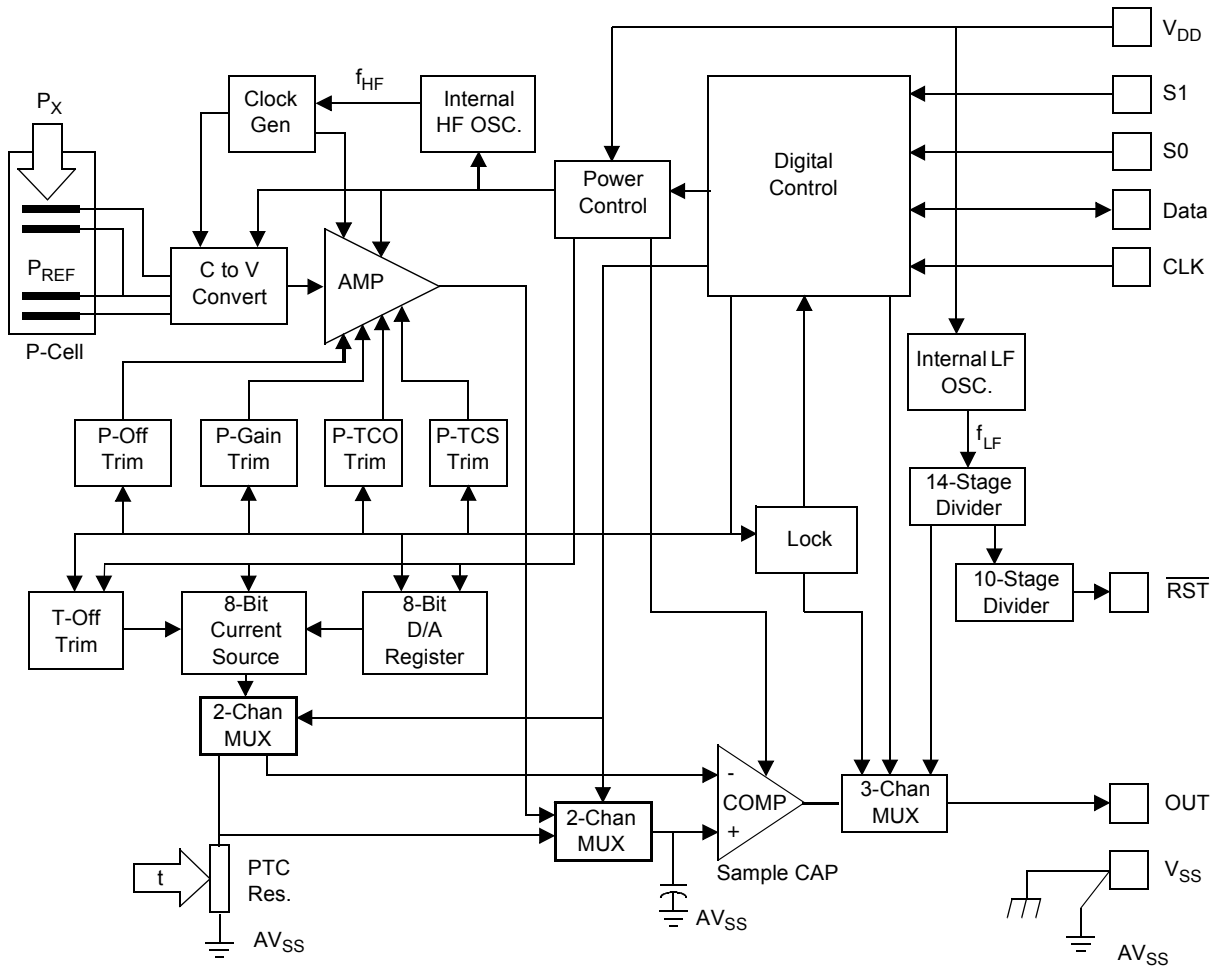 V_DD
f_HF
Clock
Gen
Internal
HF OSC.
S1
P_X
S0
Digital
Control
Power
Control
Data
P_REF
C to V
Convert
AMP
CLK
P-Cell
Internal LF
OSC.
f_LF
P-Off
Trim
P-Gain
Trim
P-TCO
Trim
P-TCS
Trim
14-Stage
Divider
Lock
10-Stage
Divider
R̅S̅T̅
T-Off
Trim
8-Bit
Current
Source
8-Bit
D/A
Register
2-Chan
MUX
-
COMP
+
3-Chan
MUX
OUT
2-Chan
MUX
Sample CAP
t
PTC
Res.
V_SS
AV_SS
AV_SS
AV_SS